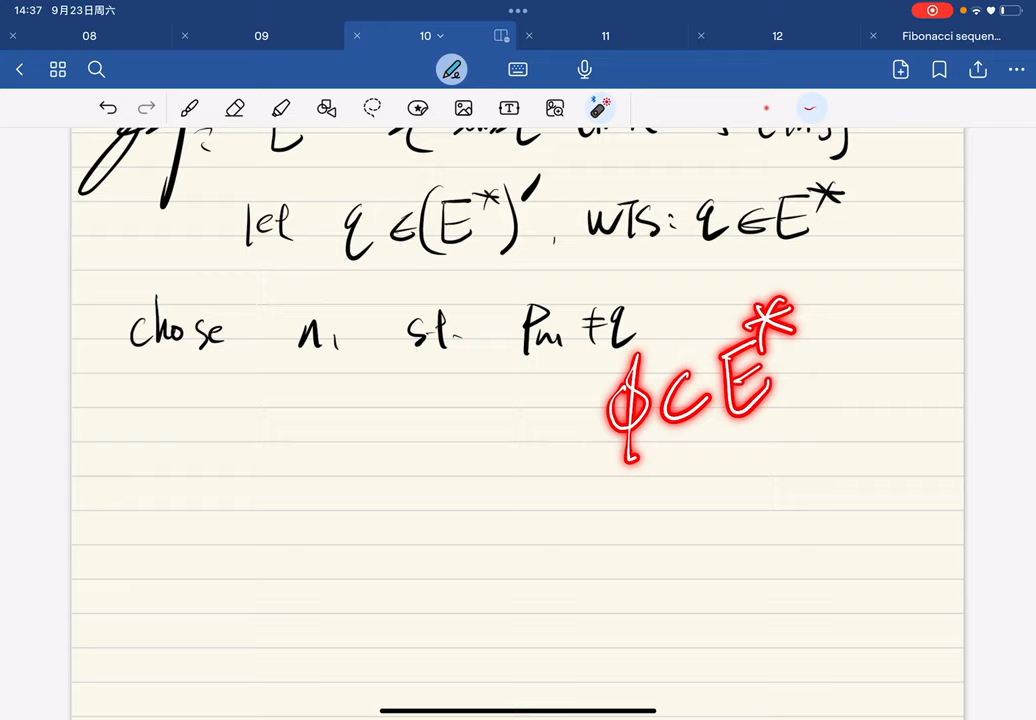 14:37 9月23日周六
08 09 10 11 12 Fibonacci sequen...
let q ∈ (E*)', WTS: q ∈ E*
chose n₁ st. Pn₁ ≠ q
ϕ ⊂ E*